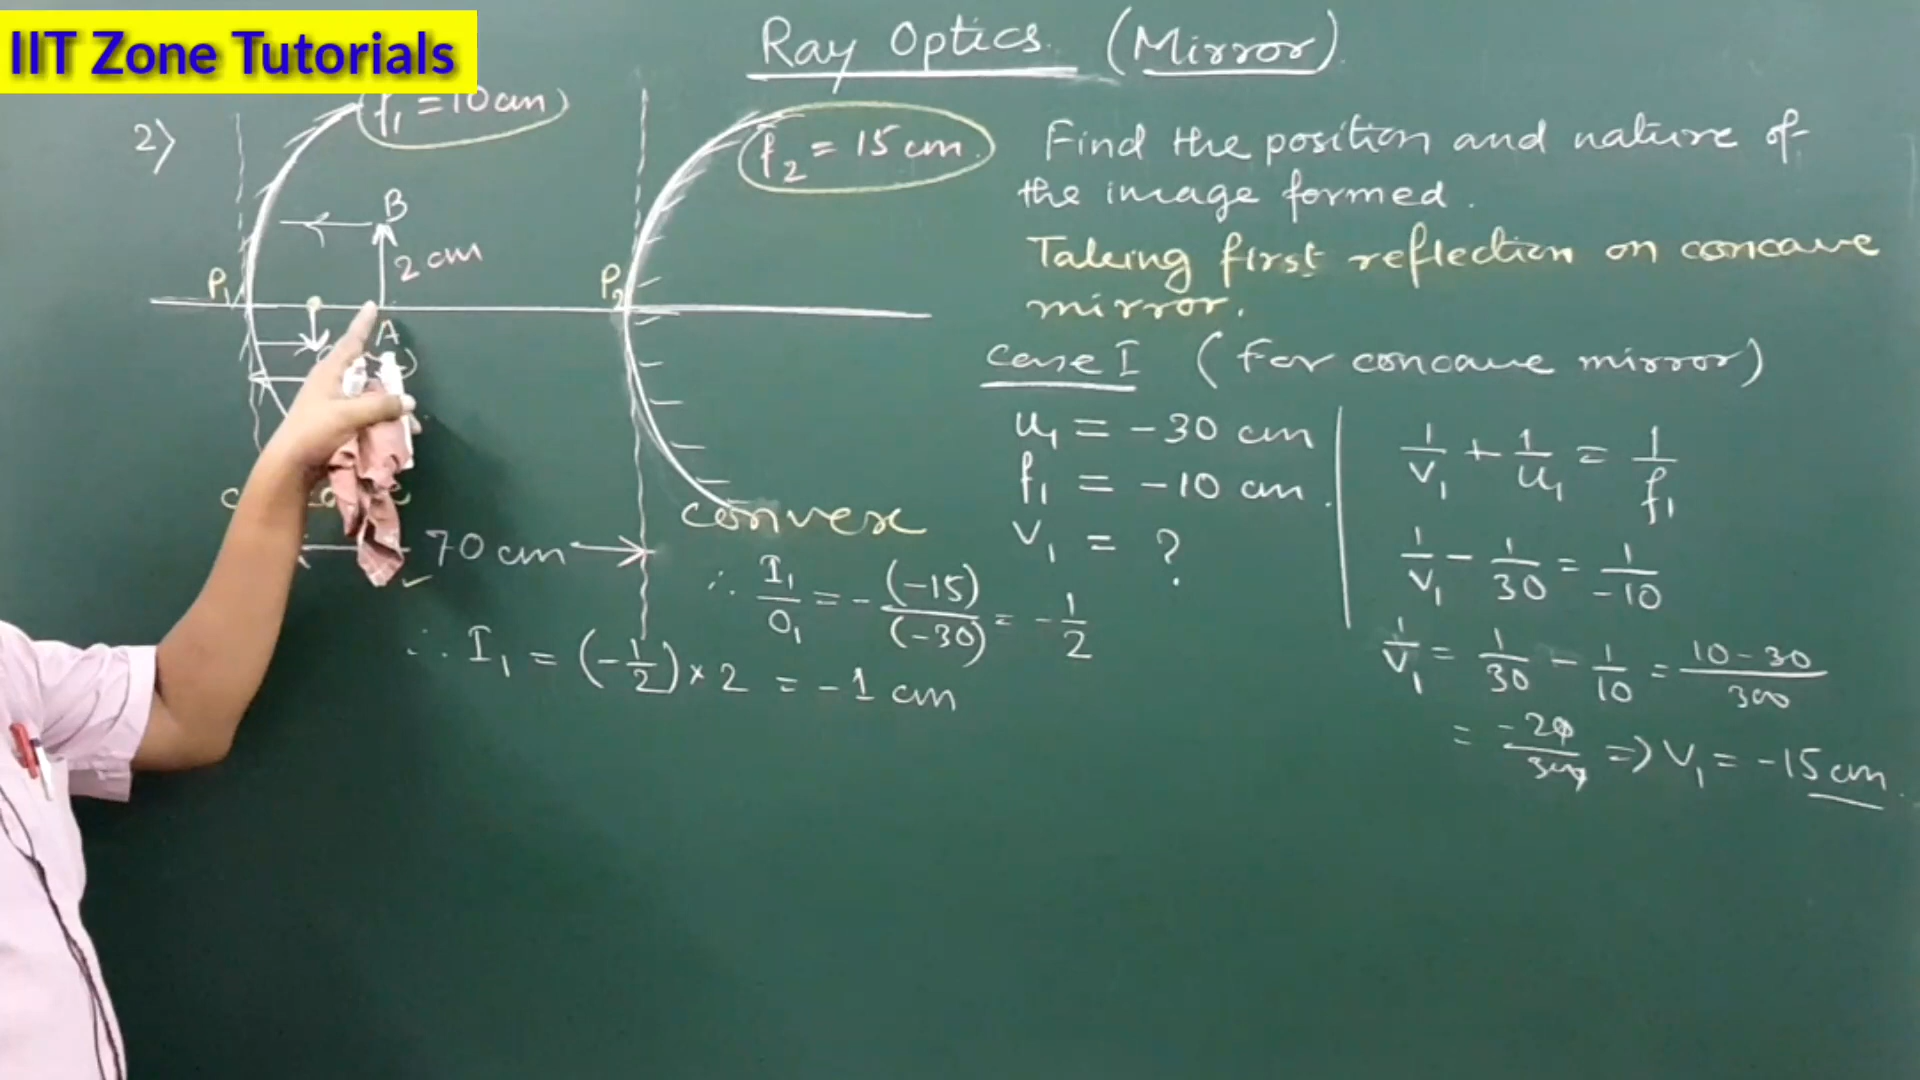 IIT Zone Tutorials
Ray Optics (Mirror)
2)
f₁ = 10 cm
f₂ = 15 cm
B
2 cm
P₁
P₂
A
70 cm
convex
Find the position and nature of
the image formed.
Taking first reflection on concave
mirror.
Case I (For concave mirror)
u₁ = -30 cm
f₁ = -10 cm
v₁ = ?
1/v₁ + 1/u₁ = 1/f₁
1/v₁ - 1/30 = 1/-10
1/v₁ = 1/30 - 1/10 = 10-30/300
= -20/300 => v₁ = -15 cm
∴ I₁/O₁ = -(-15)/(-30) = -1/2
∴ I₁ = (-1/2) × 2 = -1 cm